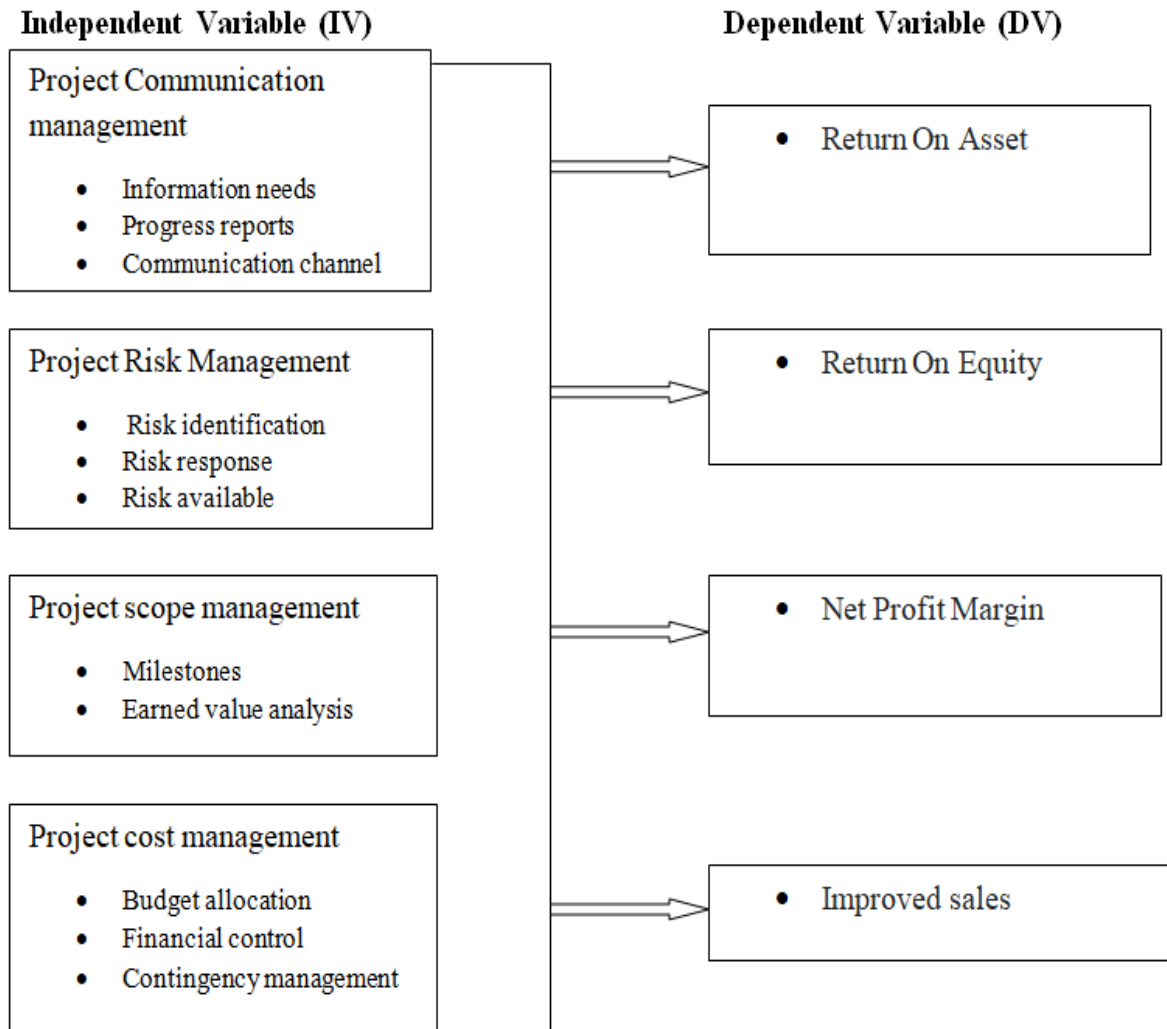 Independent Variable (IV)
Dependent Variable (DV)
Project Communication
management
• Information needs
• Progress reports
• Communication channel
Project Risk Management
• Risk identification
• Risk response
• Risk available
Project scope management
• Milestones
• Earned value analysis
Project cost management
• Budget allocation
• Financial control
• Contingency management
• Return On Asset
• Return On Equity
• Net Profit Margin
• Improved sales